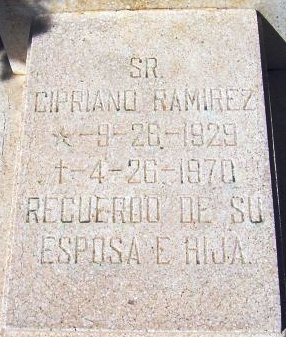 SR.
CIPRIANO RAMIREZ
☆-9-26-1929
†-4-26-1970
RECUERDO DE SU
ESPOSA E HIJA.